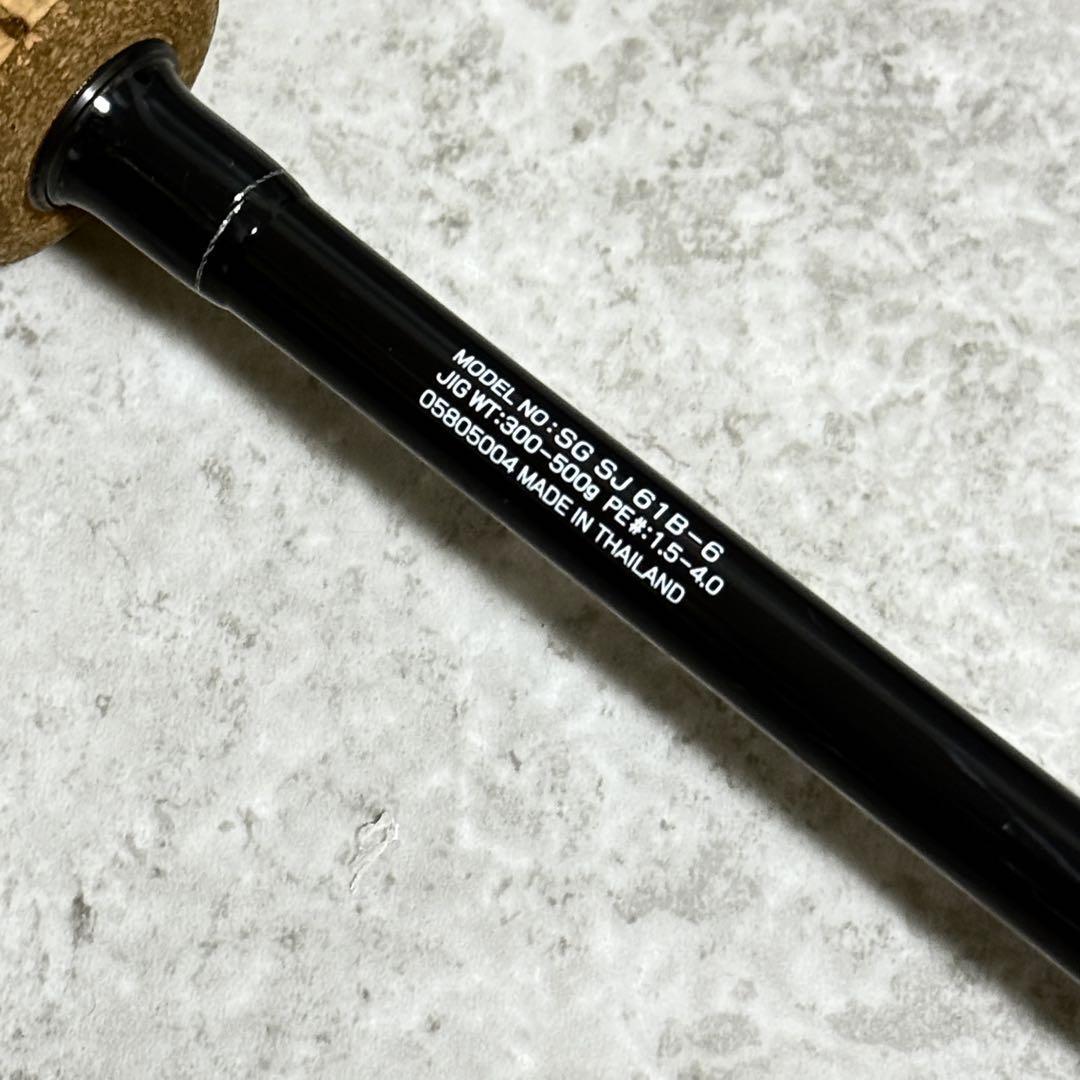 MODEL NO:SG SJ 61B-6
JIG WT:300-500g PE#:1.5-4.0
05805004 MADE IN THAILAND